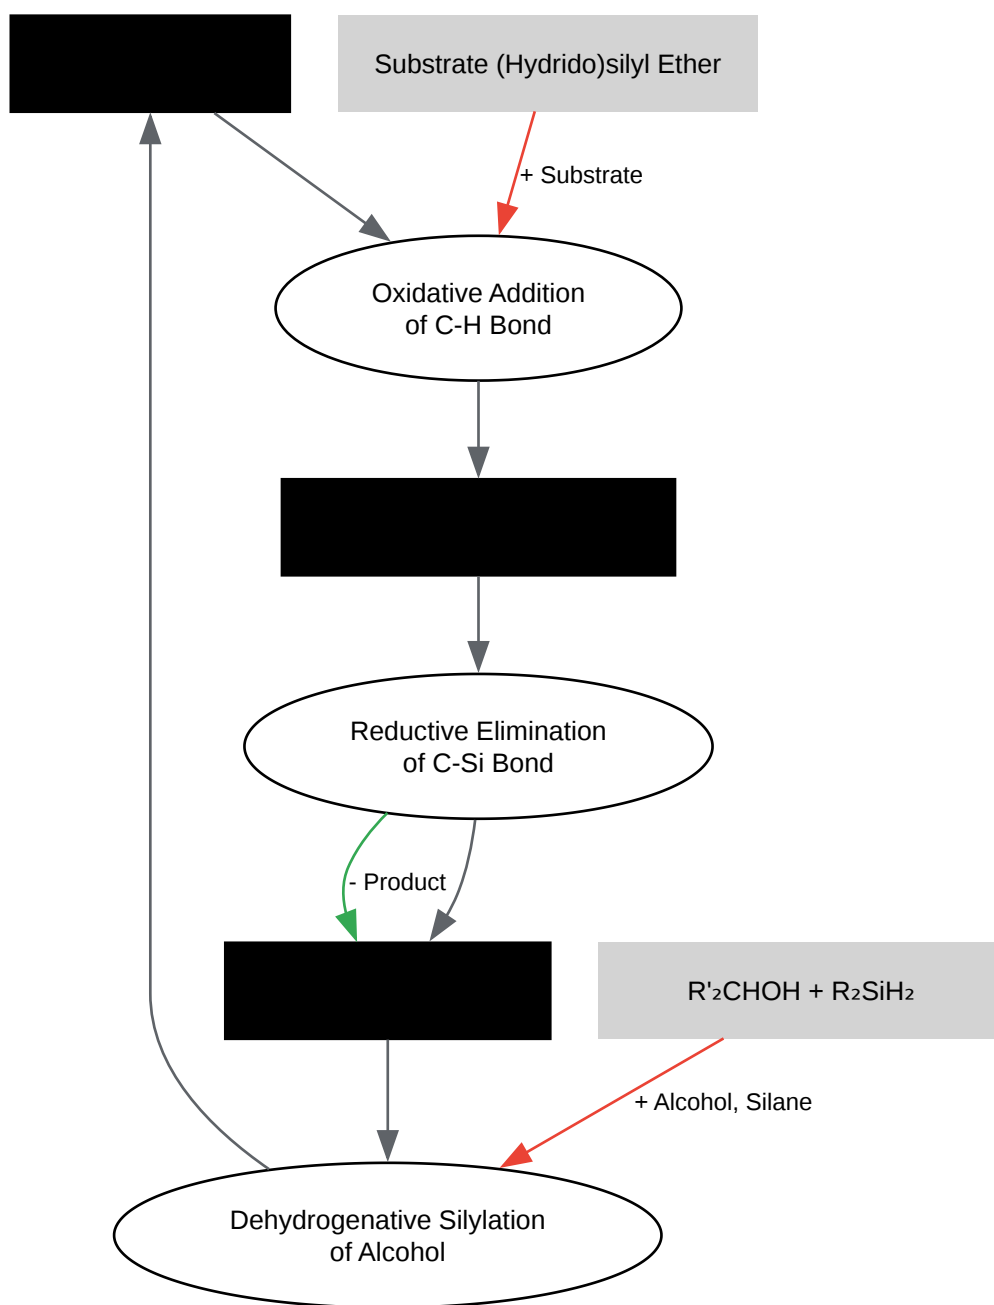 Substrate (Hydrido)silyl Ether
+ Substrate
Oxidative Addition
of C-H Bond
Reductive Elimination
of C-Si Bond
- Product
R'₂CHOH + R₂SiH₂
+ Alcohol, Silane
Dehydrogenative Silylation
of Alcohol